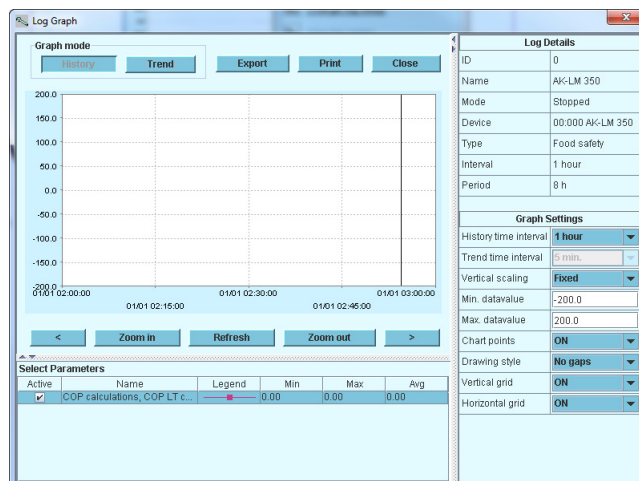 Log Graph
Graph mode
History
Trend
Export
Print
Close
200.0
150.0
100.0
50.0
0.0
-50.0
-100.0
-150.0
-200.0
01/01 02:00:00
01/01 02:15:00
01/01 02:30:00
01/01 02:45:00
01/01 03:00:00
<
Zoom in
Refresh
Zoom out
>
Select Parameters
Active Name Legend Min Max Avg
COP calculations, COP LT c... 0.00 0.00 0.00
Log Details
ID 0
Name AK-LM 350
Mode Stopped
Device 00:000 AK-LM 350
Type Food safety
Interval 1 hour
Period 8 h
Graph Settings
History time interval 1 hour
Trend time interval 5 min.
Vertical scaling Fixed
Min. datavalue -200.0
Max. datavalue 200.0
Chart points ON
Drawing style No gaps
Vertical grid ON
Horizontal grid ON